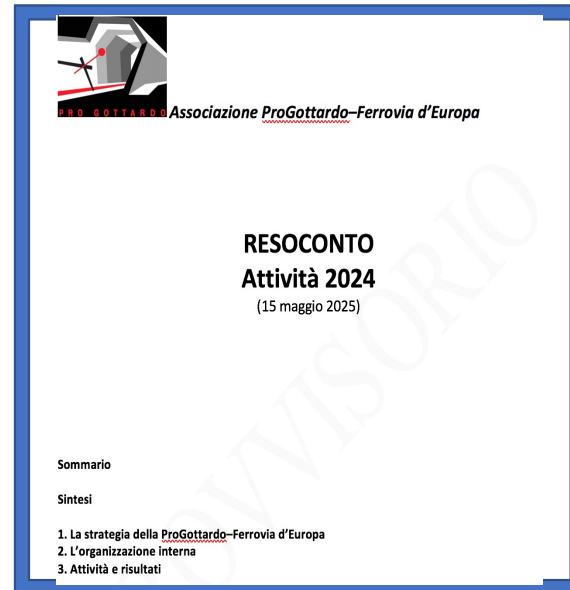 PRO GOTTARDO
Associazione ProGottardo–Ferrovia d'Europa
RESOCONTO
Attività 2024
(15 maggio 2025)
Sommario
Sintesi
1. La strategia della ProGottardo–Ferrovia d'Europa
2. L'organizzazione interna
3. Attività e risultati
OVVISORIO